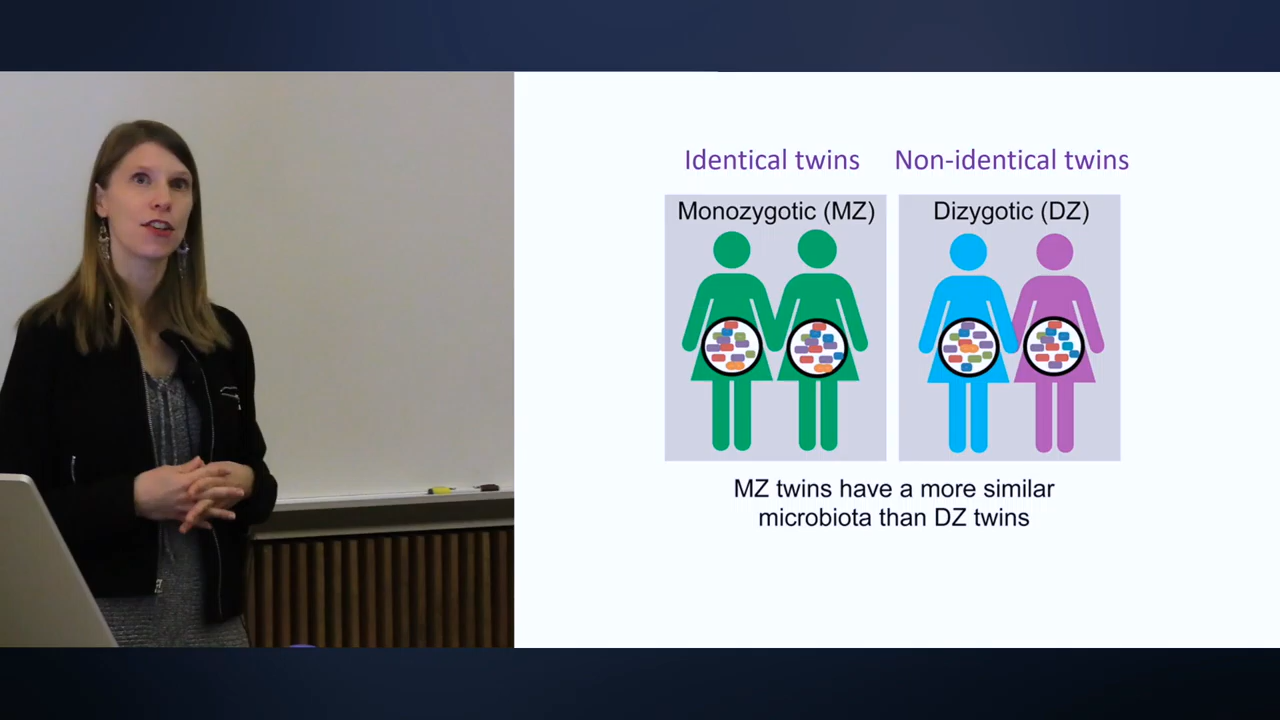 Identical twins
Non-identical twins
Monozygotic (MZ)
Dizygotic (DZ)
MZ twins have a more similar
microbiota than DZ twins